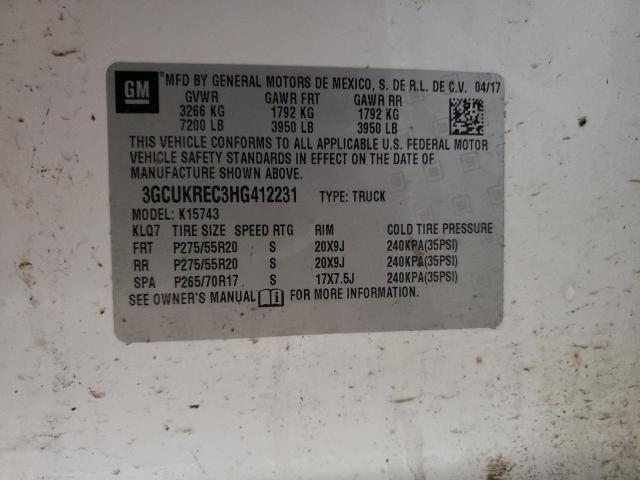 GM ® MFD BY GENERAL MOTORS DE MEXICO, S. DE R.L. DE C.V. 04/17
GVWR GAWR FRT GAWR RR
3266 KG 1792 KG 1792 KG
7200 LB 3950 LB 3950 LB
THIS VEHICLE CONFORMS TO ALL APPLICABLE U.S. FEDERAL MOTOR
VEHICLE SAFETY STANDARDS IN EFFECT ON THE DATE OF
MANUFACTURE SHOWN ABOVE.
3GCUKREC3HG412231 TYPE: TRUCK
MODEL: K15743
KLQ7 TIRE SIZE SPEED RTG RIM COLD TIRE PRESSURE
FRT P275/55R20 S 20X9J 240KPA(35PSI)
RR P275/55R20 S 20X9J 240KPA(35PSI)
SPA P265/70R17 S 17X7.5J 240KPA(35PSI)
SEE OWNER'S MANUAL FOR MORE INFORMATION.